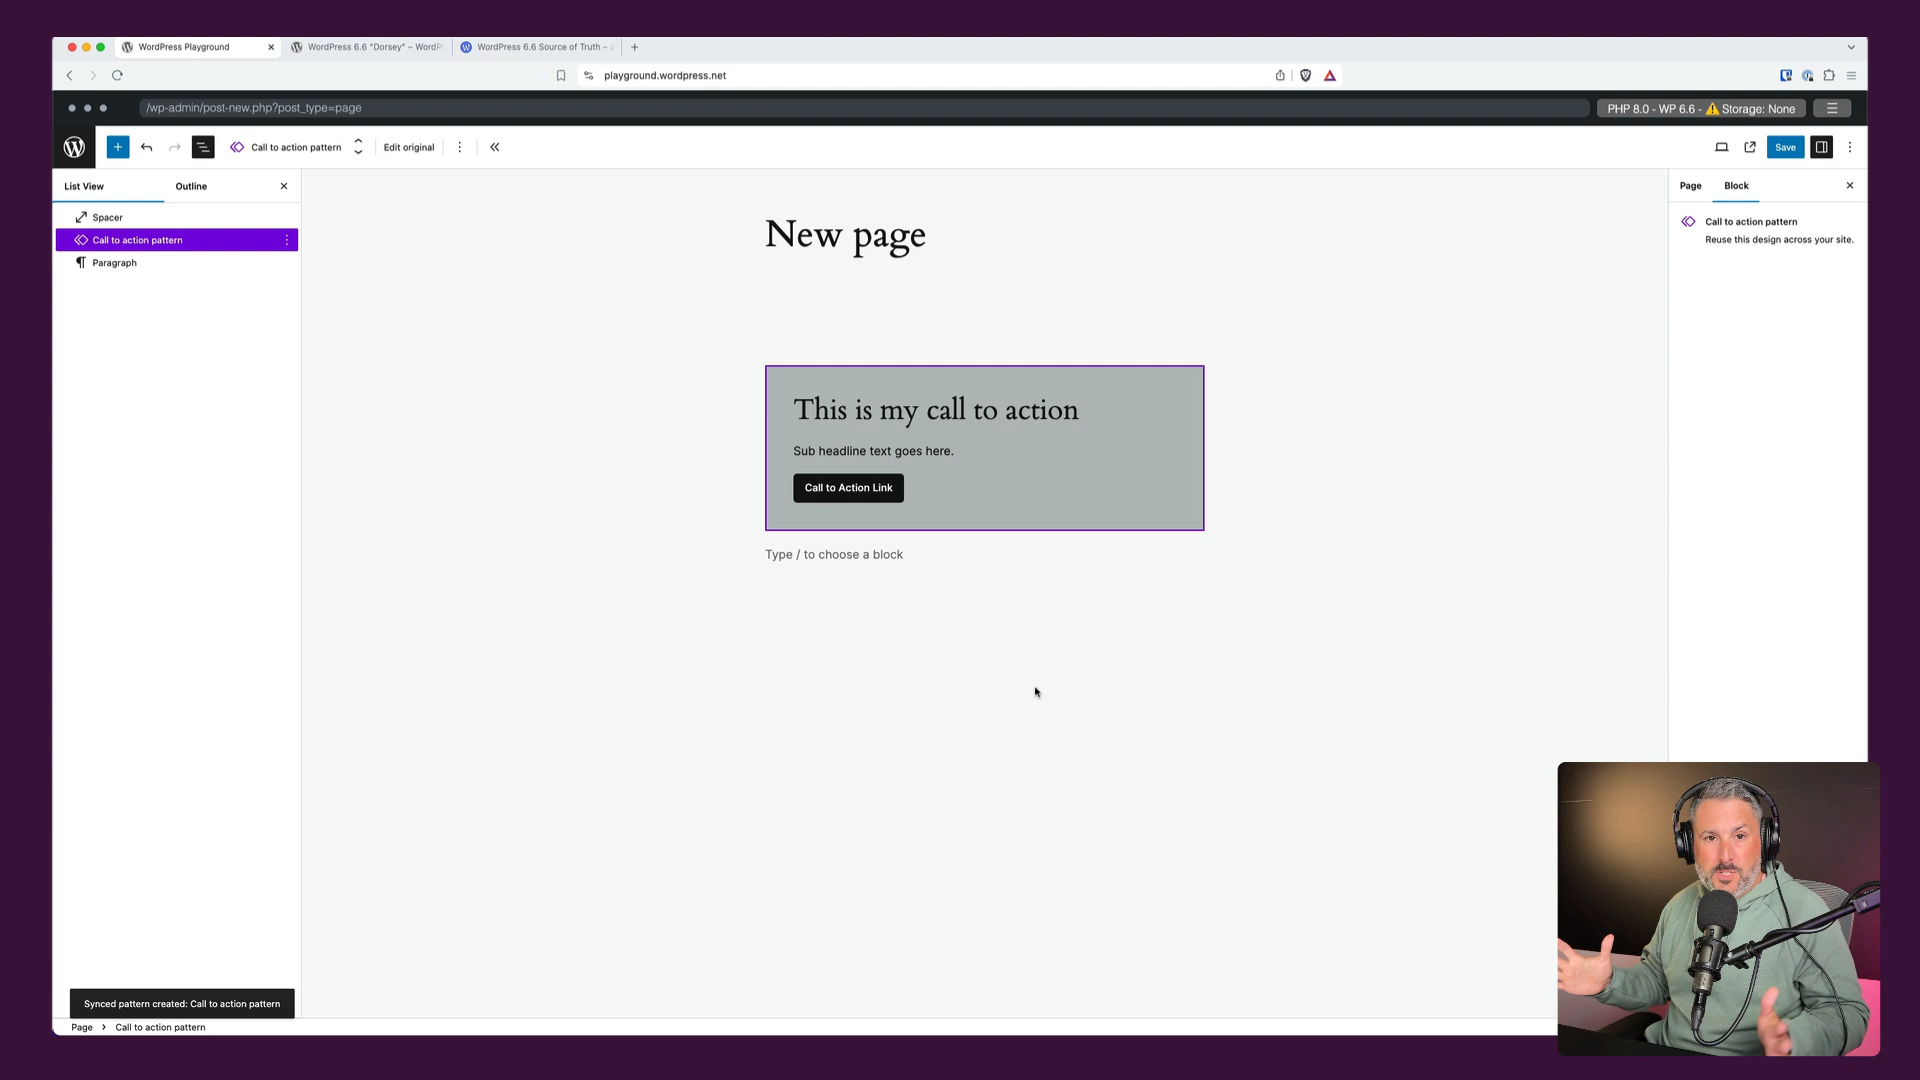 WordPress Playground
WordPress 6.6 "Dorsey" – WordP
WordPress 6.6 Source of Truth –
playground.wordpress.net
/wp-admin/post-new.php?post_type=page
PHP 8.0 - WP 6.6 - ⚠️ Storage: None
Call to action pattern
Edit original
Save
List View
Outline
Spacer
Call to action pattern
Paragraph
New page
This is my call to action
Sub headline text goes here.
Call to Action Link
Type / to choose a block
Page
Block
Call to action pattern
Reuse this design across your site.
Synced pattern created: Call to action pattern
Page › Call to action pattern